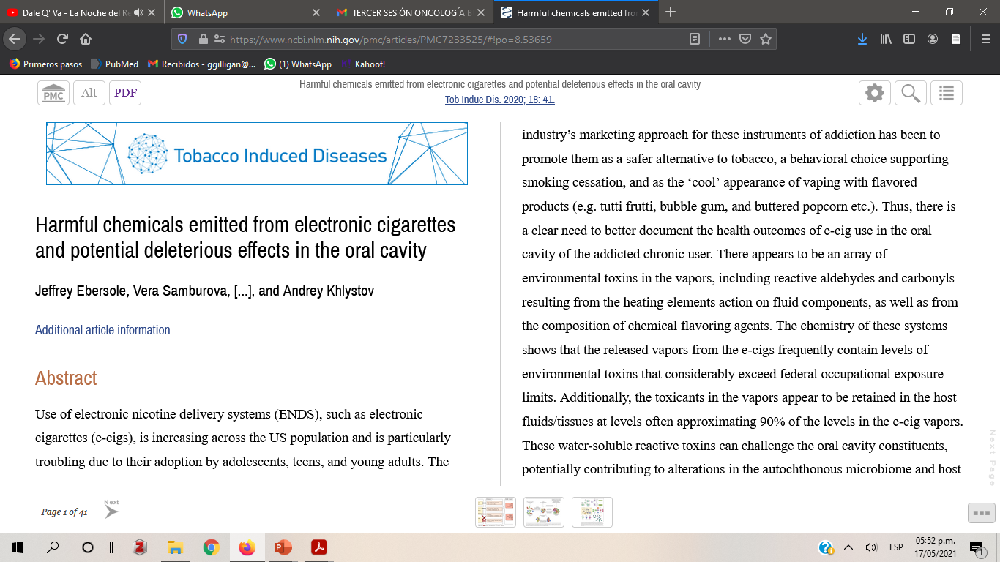 Dale Q' Va - La Noche del Re
WhatsApp
TERCER SESIÓN ONCOLOGÍA B
Harmful chemicals emitted fro
https://www.ncbi.nlm.nih.gov/pmc/articles/PMC7233525/#!po=8.53659
Primeros pasos
PubMed
Recibidos - ggilligan@...
(1) WhatsApp
Kahoot!
PMC
Alt
PDF
Harmful chemicals emitted from electronic cigarettes and potential deleterious effects in the oral cavity
Tob Induc Dis. 2020; 18: 41.
Tobacco Induced Diseases
Harmful chemicals emitted from electronic cigarettes
and potential deleterious effects in the oral cavity
Jeffrey Ebersole, Vera Samburova, [...], and Andrey Khlystov
Additional article information
Abstract
Use of electronic nicotine delivery systems (ENDS), such as electronic
cigarettes (e-cigs), is increasing across the US population and is particularly
troubling due to their adoption by adolescents, teens, and young adults. The
industry's marketing approach for these instruments of addiction has been to
promote them as a safer alternative to tobacco, a behavioral choice supporting
smoking cessation, and as the ‘cool’ appearance of vaping with flavored
products (e.g. tutti frutti, bubble gum, and buttered popcorn etc.). Thus, there is
a clear need to better document the health outcomes of e-cig use in the oral
cavity of the addicted chronic user. There appears to be an array of
environmental toxins in the vapors, including reactive aldehydes and carbonyls
resulting from the heating elements action on fluid components, as well as from
the composition of chemical flavoring agents. The chemistry of these systems
shows that the released vapors from the e-cigs frequently contain levels of
environmental toxins that considerably exceed federal occupational exposure
limits. Additionally, the toxicants in the vapors appear to be retained in the host
fluids/tissues at levels often approximating 90% of the levels in the e-cig vapors.
These water-soluble reactive toxins can challenge the oral cavity constituents,
potentially contributing to alterations in the autochthonous microbiome and host
Next Page
Page 1 of 41
Next
ESP
05:52 p.m.
17/05/2021
1